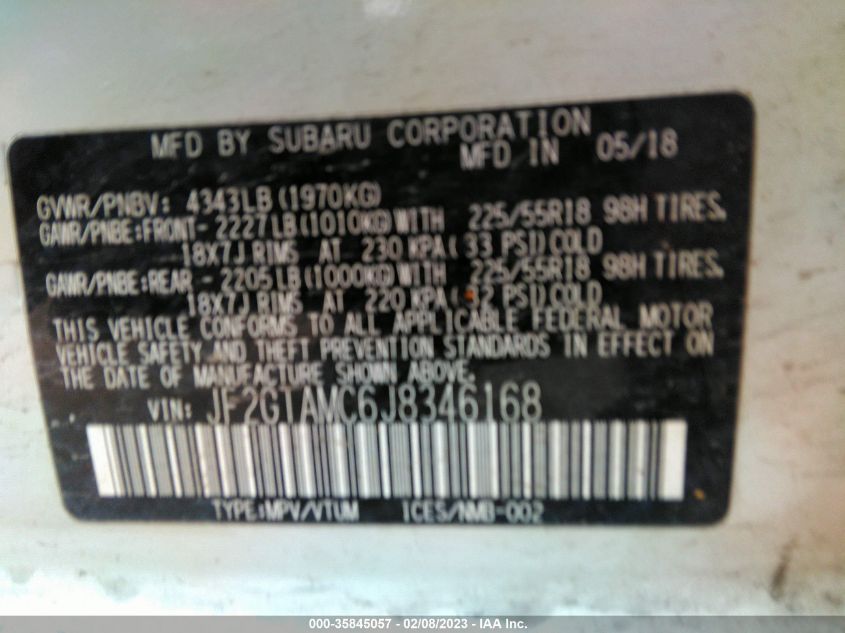 MFD BY SUBARU CORPORATION
MFD IN 05/18
GVWR/PNBV: 4343LB (1970KG)
GAWR/PNBE:FRONT- 2227LB(1010KG)WITH 225/55R18 98H TIRES.
18X7J RIMS AT 230 KPA( 33 PSI)COLD
GAWR/PNBE:REAR - 2205LB(1000KG)WITH 225/55R18 98H TIRES.
18X7J RIMS AT 220 KPA( 32 PSI)COLD
THIS VEHICLE CONFORMS TO ALL APPLICABLE FEDERAL MOTOR
VEHICLE SAFETY AND THEFT PREVENTION STANDARDS IN EFFECT ON
THE DATE OF MANUFACTURE SHOWN ABOVE.
VIN: JF2GTAMC6J8346168
TYPE:MPV/VTUM ICES/NMB-002
000-35845057 - 02/08/2023 - IAA Inc.